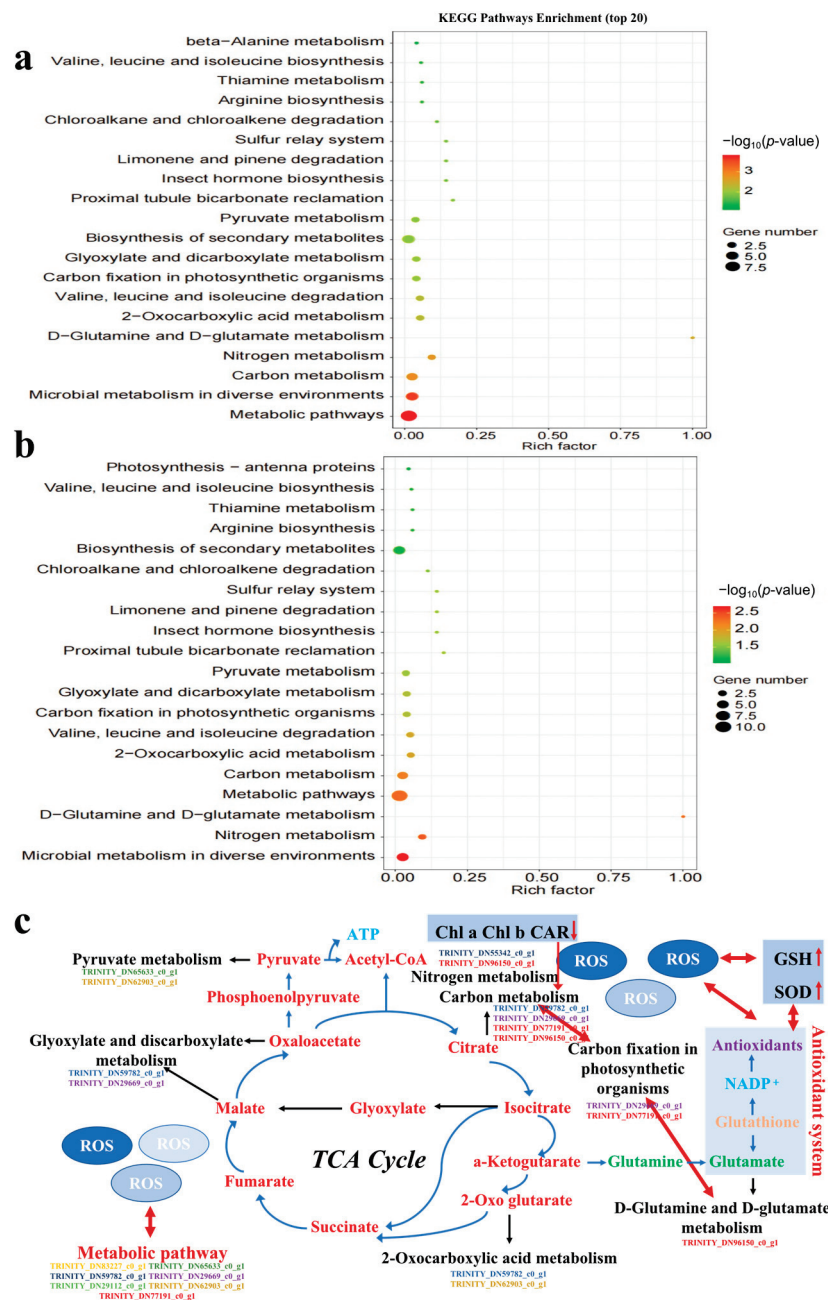 KEGG Pathways Enrichment (top 20)
a
beta−Alanine metabolism
Valine, leucine and isoleucine biosynthesis
Thiamine metabolism
Arginine biosynthesis
Chloroalkane and chloroalkene degradation
Sulfur relay system
Limonene and pinene degradation
Insect hormone biosynthesis
Proximal tubule bicarbonate reclamation
Pyruvate metabolism
Biosynthesis of secondary metabolites
Glyoxylate and dicarboxylate metabolism
Carbon fixation in photosynthetic organisms
Valine, leucine and isoleucine degradation
2−Oxocarboxylic acid metabolism
D−Glutamine and D−glutamate metabolism
Nitrogen metabolism
Carbon metabolism
Microbial metabolism in diverse environments
Metabolic pathways
0.00 0.25 0.50 0.75 1.00
Rich factor
−log10(p-value)
3
2
Gene number
2.5
5.0
7.5
b
Photosynthesis − antenna proteins
Valine, leucine and isoleucine biosynthesis
Thiamine metabolism
Arginine biosynthesis
Biosynthesis of secondary metabolites
Chloroalkane and chloroalkene degradation
Sulfur relay system
Limonene and pinene degradation
Insect hormone biosynthesis
Proximal tubule bicarbonate reclamation
Pyruvate metabolism
Glyoxylate and dicarboxylate metabolism
Carbon fixation in photosynthetic organisms
Valine, leucine and isoleucine degradation
2−Oxocarboxylic acid metabolism
Carbon metabolism
Metabolic pathways
D−Glutamine and D−glutamate metabolism
Nitrogen metabolism
Microbial metabolism in diverse environments
0.00 0.25 0.50 0.75 1.00
Rich factor
−log10(p-value)
2.5
2.0
1.5
Gene number
2.5
5.0
7.5
10.0
c
ATP
Chl a Chl b CAR
TRINITY_DN55342_c0_g1
TRINITY_DN96150_c0_g1
Nitrogen metabolism
Carbon metabolism
TRINITY_DN29669_c0_g1
TRINITY_DN77191_c0_g1
ROS
ROS
ROS
GSH
SOD
Pyruvate metabolism
TRINITY_DN65633_c0_g1
TRINITY_DN62903_c0_g1
Pyruvate
Acetyl-CoA
Phosphoenolpyruvate
Oxaloacetate
Citrate
Glyoxylate and discarboxylate
metabolism
TRINITY_DN59782_c0_g1
TRINITY_DN29669_c0_g1
Carbon fixation in
photosynthetic
organisms
TRINITY_DN77191_c0_g1
Antioxidants
NADP+
Glutathione
Glutamate
Antioxidant system
Malate
Glyoxylate
Isocitrate
TCA Cycle
a-Ketogutarate
Glutamine
Fumarate
2-Oxo glutarate
Succinate
ROS
ROS
ROS
D-Glutamine and D-glutamate
metabolism
TRINITY_DN96150_c0_g1
Metabolic pathway
TRINITY_DN83227_c0_g1 TRINITY_DN65633_c0_g1
TRINITY_DN59782_c0_g1 TRINITY_DN29669_c0_g1
TRINITY_DN29112_c0_g1 TRINITY_DN62903_c0_g1
TRINITY_DN77191_c0_g1
2-Oxocarboxylic acid metabolism
TRINITY_DN59782_c0_g1
TRINITY_DN62903_c0_g1